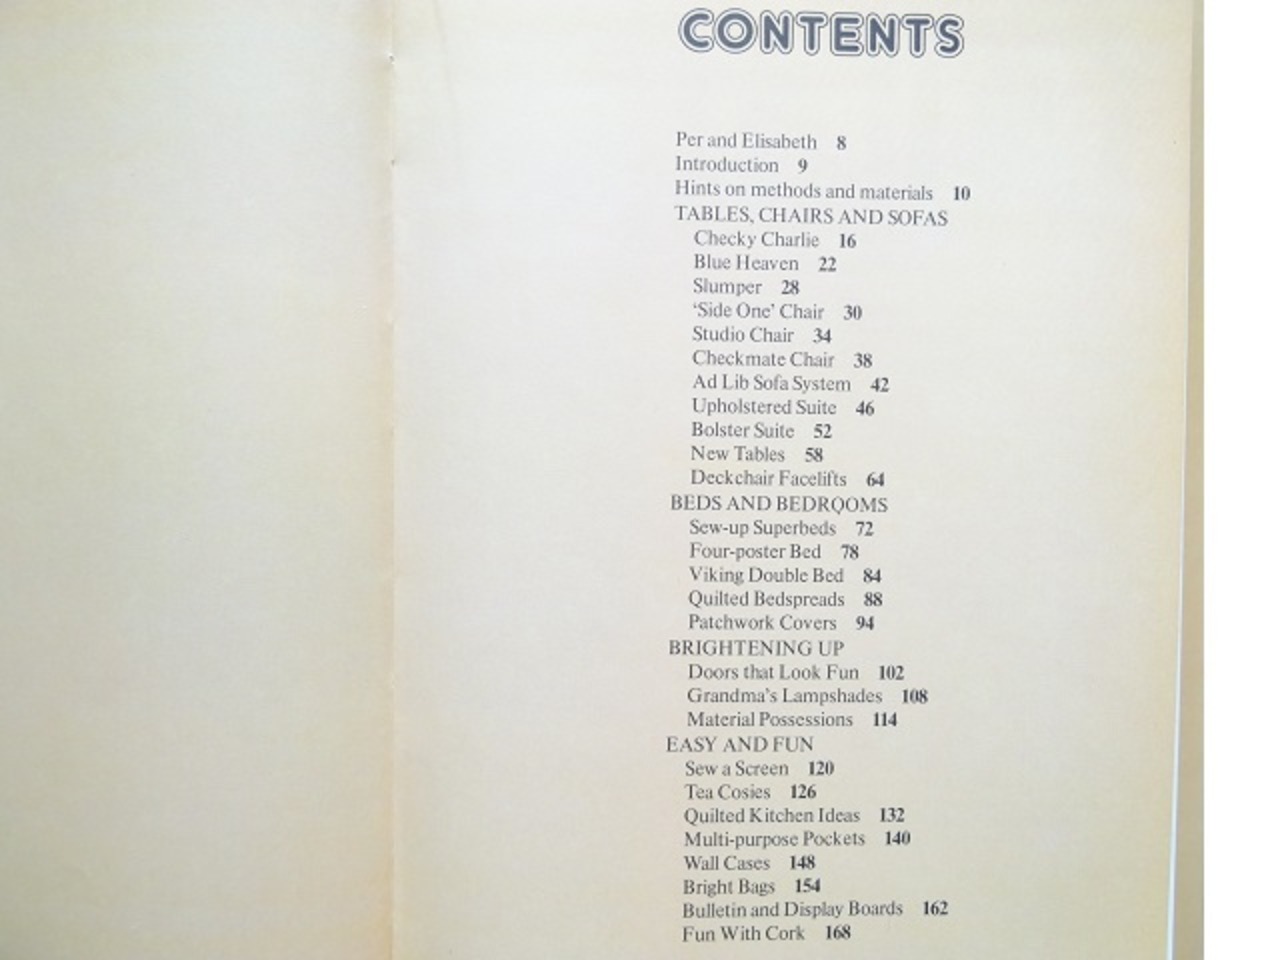 CONTENTS
Per and Elisabeth 8
Introduction 9
Hints on methods and materials 10
TABLES, CHAIRS AND SOFAS
Checky Charlie 16
Blue Heaven 22
Slumper 28
‘Side One’ Chair 30
Studio Chair 34
Checkmate Chair 38
Ad Lib Sofa System 42
Upholstered Suite 46
Bolster Suite 52
New Tables 58
Deckchair Facelifts 64
BEDS AND BEDROOMS
Sew-up Superbeds 72
Four-poster Bed 78
Viking Double Bed 84
Quilted Bedspreads 88
Patchwork Covers 94
BRIGHTENING UP
Doors that Look Fun 102
Grandma’s Lampshades 108
Material Possessions 114
EASY AND FUN
Sew a Screen 120
Tea Cosies 126
Quilted Kitchen Ideas 132
Multi-purpose Pockets 140
Wall Cases 148
Bright Bags 154
Bulletin and Display Boards 162
Fun With Cork 168